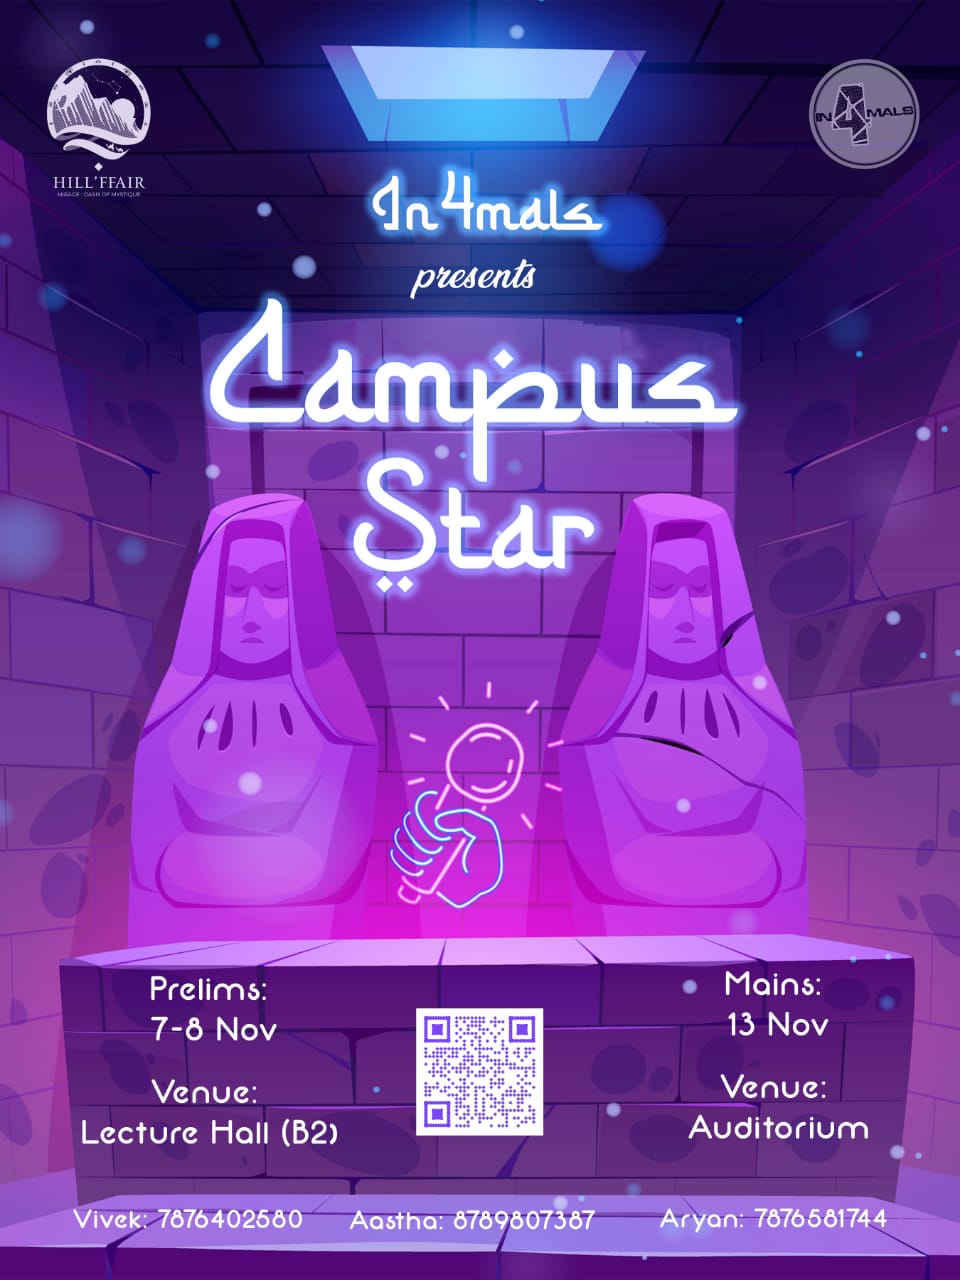 HILL'FFAIR
MIRAGE : OASIS OF MYSTIQUE
IN4MALS
In4mals
presents
Campus
Star
Prelims:
7-8 Nov
Venue:
Lecture Hall (B2)
Mains:
13 Nov
Venue:
Auditorium
Vivek: 7876402580
Aastha: 8789807387
Aryan: 7876581744